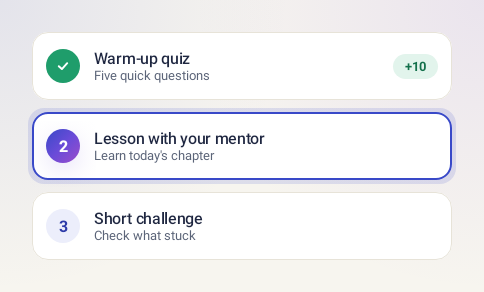 Warm-up quiz
Five quick questions
+10
2
Lesson with your mentor
Learn today's chapter
3
Short challenge
Check what stuck